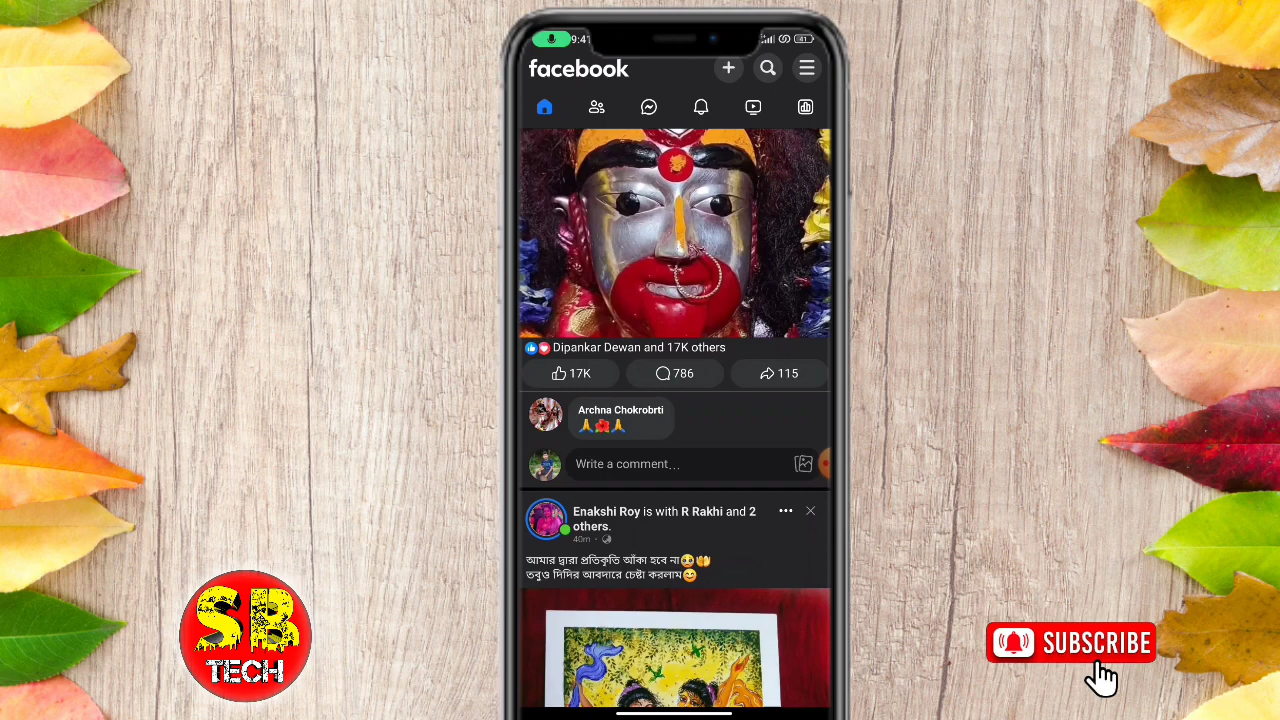 9:41
41
facebook
Dipankar Dewan and 17K others
17K
786
115
Archna Chokrobrti
🙏🌺🙏
Write a comment...
Enakshi Roy is with R Rakhi and 2
others.
40m
আমার দ্বারা প্রতিকৃতি আঁকা হবে না🥺🤲
তবুও দিদির আবদারে চেষ্টা করলাম😊
SB
TECH
SUBSCRIBE